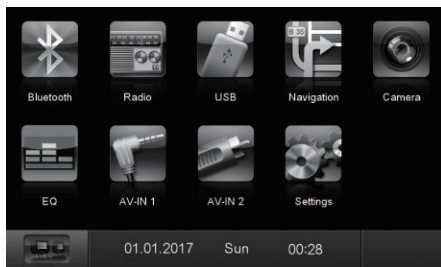 B 35
Bluetooth Radio USB Navigation Camera
EQ AV-IN 1 AV-IN 2 Settings
01.01.2017 Sun 00:28